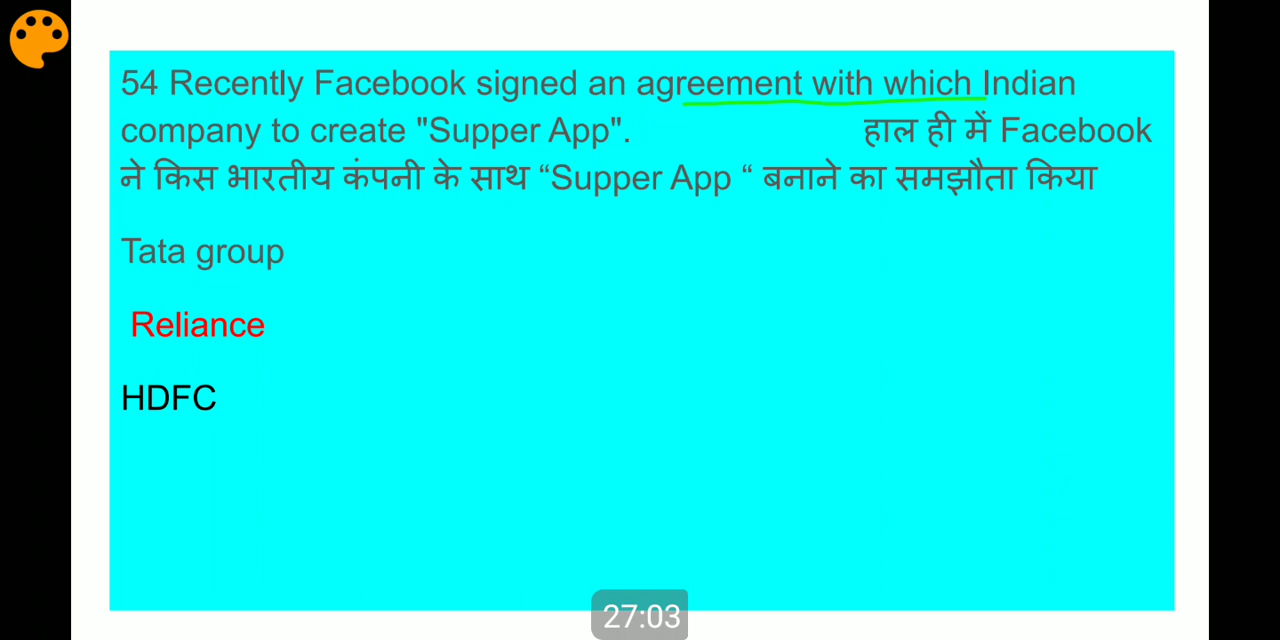 54 Recently Facebook signed an agreement with which Indian
company to create "Supper App". हाल ही में Facebook
ने किस भारतीय कंपनी के साथ “Supper App “ बनाने का समझौता किया
Tata group
Reliance
HDFC
27:03